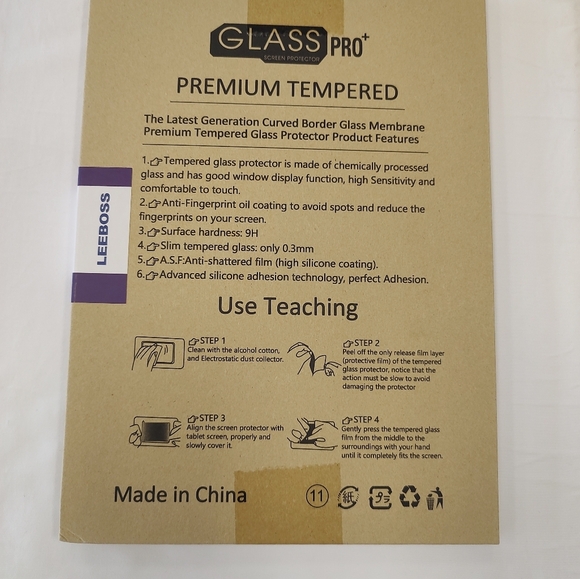 GLASS PRO+
SCREEN PROTECTOR
PREMIUM TEMPERED
The Latest Generation Curved Border Glass Membrane
Premium Tempered Glass Protector Product Features
1.Tempered glass protector is made of chemically processed
glass and has good window display function, high Sensitivity and
comfortable to touch.
2.Anti-Fingerprint oil coating to avoid spots and reduce the
fingerprints on your screen.
3.Surface hardness: 9H
4.Slim tempered glass: only 0.3mm
5.A.S.F:Anti-shattered film (high silicone coating).
6.Advanced silicone adhesion technology, perfect Adhesion.
LEEBOSS
Use Teaching
STEP 1
Clean with the alcohol cotton,
and Electrostatic dust collector.
STEP 2
Peel off the only release film layer
(protective film) of the tempered
glass protector, notice that the
action must be slow to avoid
damaging the protector
STEP 3
Align the screen protector with
tablet screen, properly and
slowly cover it.
STEP 4
Gently press the tempered glass
film from the middle to the
surroundings with your hand
until it completely fits the screen.
Made in China
11 紙 プラ